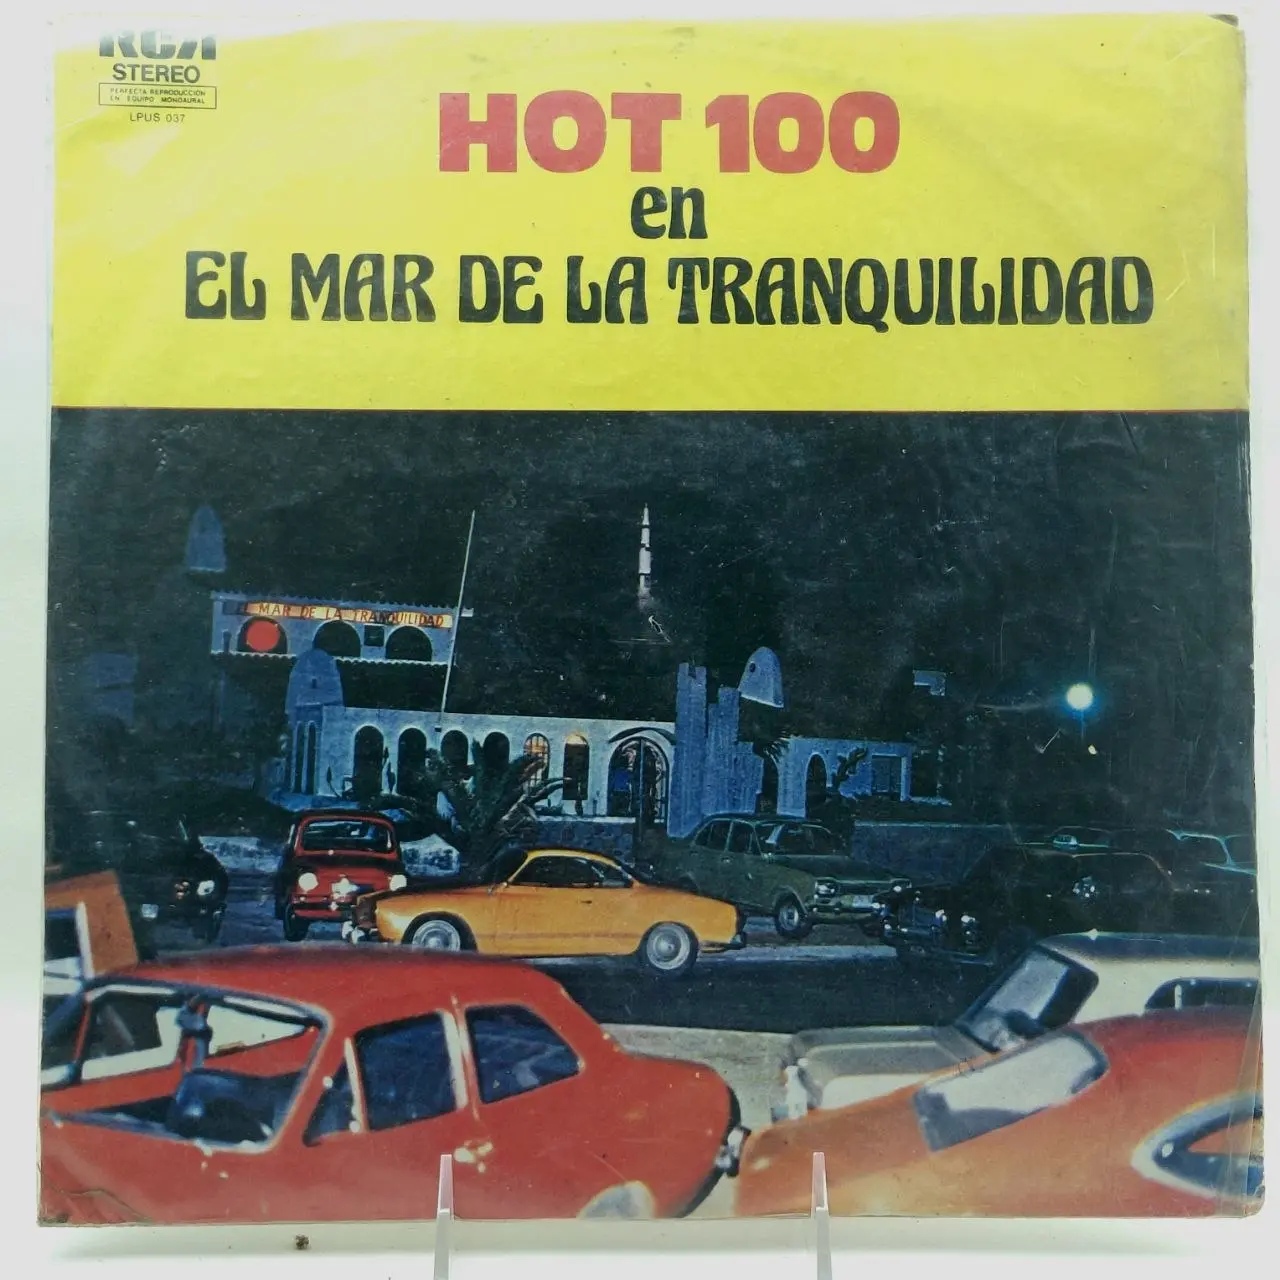 RCA
STEREO
PERFECTA REPRODUCCION
EN EQUIPO MONOAURAL
LPUS 037
HOT 100
en
EL MAR DE LA TRANQUILIDAD
EL MAR DE LA TRANQUILIDAD